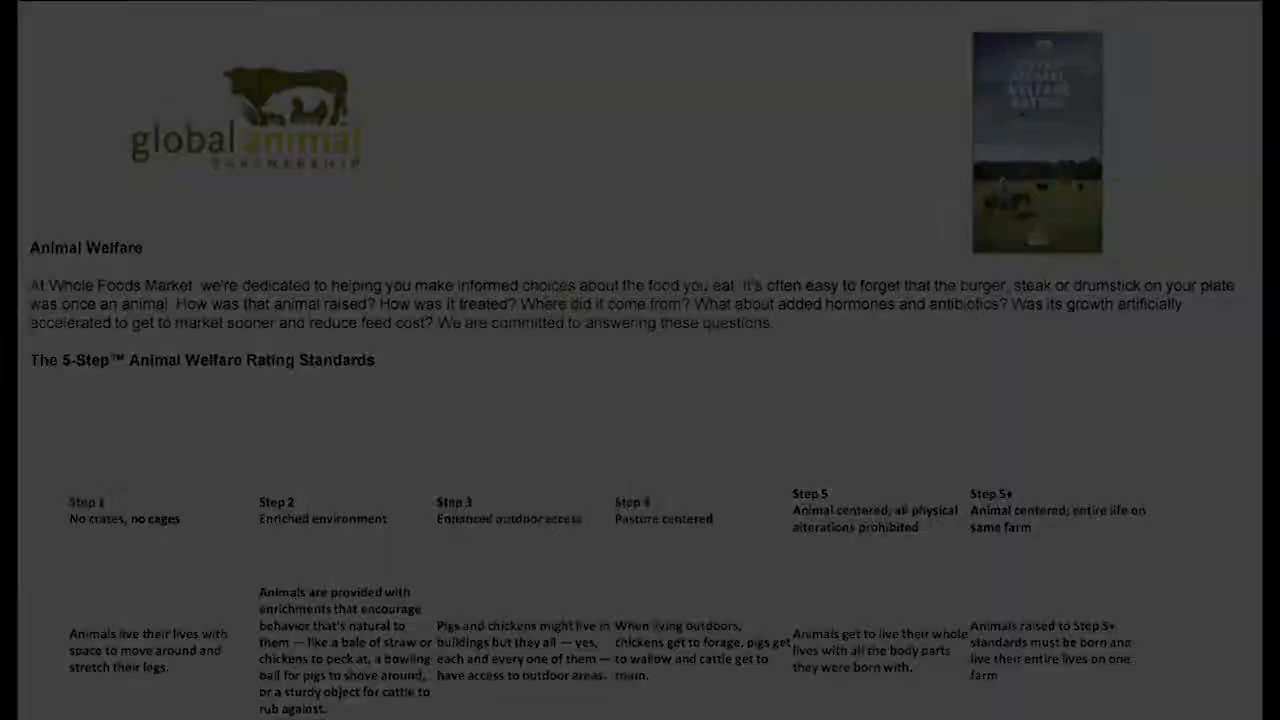 global animal
PARTNERSHIP
Animal Welfare
At Whole Foods Market, we're dedicated to helping you make informed choices about the food you eat. It's often easy to forget that the burger, steak or drumstick on your plate
was once an animal. How was that animal raised? How was it treated? Where did it come from? What about added hormones and antibiotics? Was its growth artificially
accelerated to get to market sooner and reduce feed cost? We are committed to answering these questions.
The 5-Step™ Animal Welfare Rating Standards
Step 1
No crates, no cages
Step 2
Enriched environment
Step 3
Enhanced outdoor access
Step 4
Pasture centered
Step 5
Animal centered; all physical
alterations prohibited
Step 5+
Animal centered; entire life on
same farm
Animals live their lives with
space to move around and
stretch their legs.
Animals are provided with
enrichments that encourage
behavior that's natural to
them — like a bale of straw or
chickens to peck at, a bowling
ball for pigs to shove around,
or a sturdy object for cattle to
rub against.
Pigs and chickens might live in
buildings but they all — yes,
each and every one of them —
have access to outdoor areas.
When living outdoors,
chickens get to forage, pigs get
to wallow and cattle get to
roam.
Animals get to live their whole
lives with all the body parts
they were born with.
Animals raised to Step 5+
standards must be born and
live their entire lives on one
farm